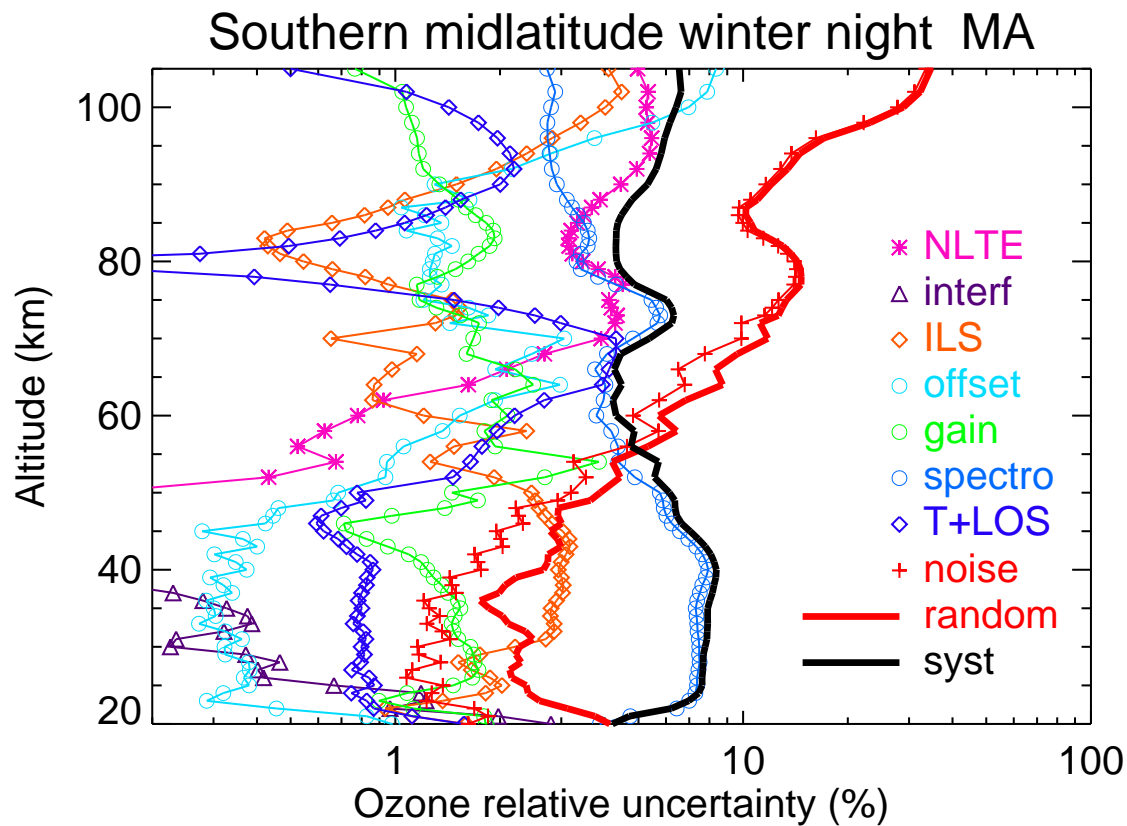 Southern midlatitude winter night  MA
Altitude (km)
100
80
60
40
20
NLTE
interf
ILS
offset
gain
spectro
T+LOS
noise
random
syst
1
10
100
Ozone relative uncertainty (%)